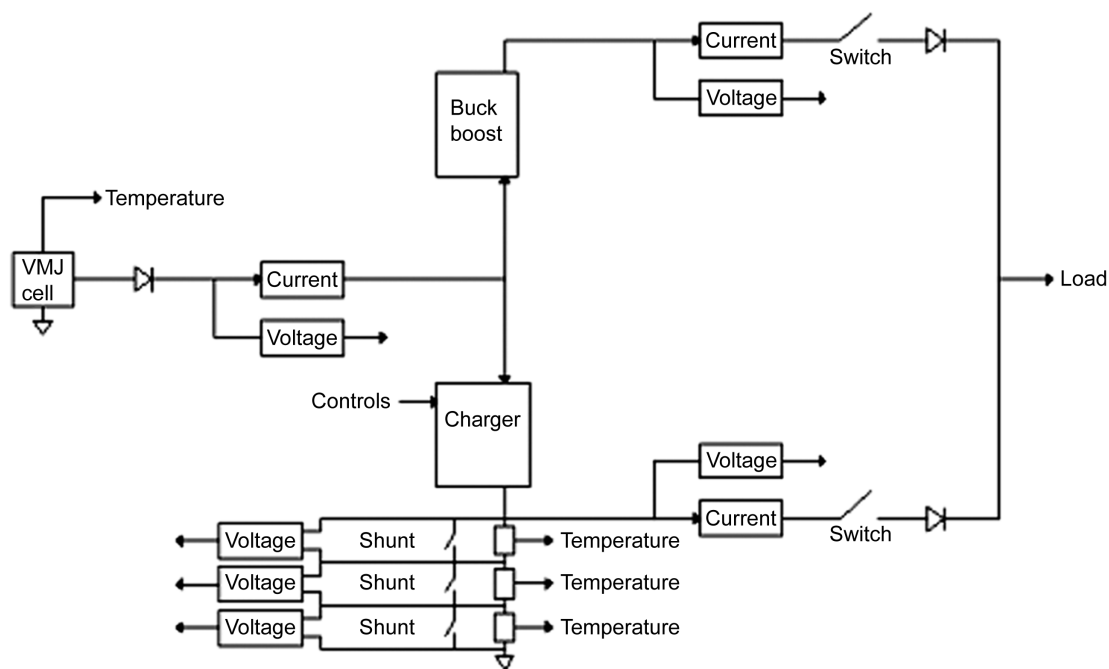 Current
Switch
Buck
boost
Voltage
Temperature
VMJ
cell
Current
Load
Voltage
Controls
Charger
Voltage
Current
Switch
Voltage
Shunt
Temperature
Voltage
Shunt
Temperature
Voltage
Shunt
Temperature